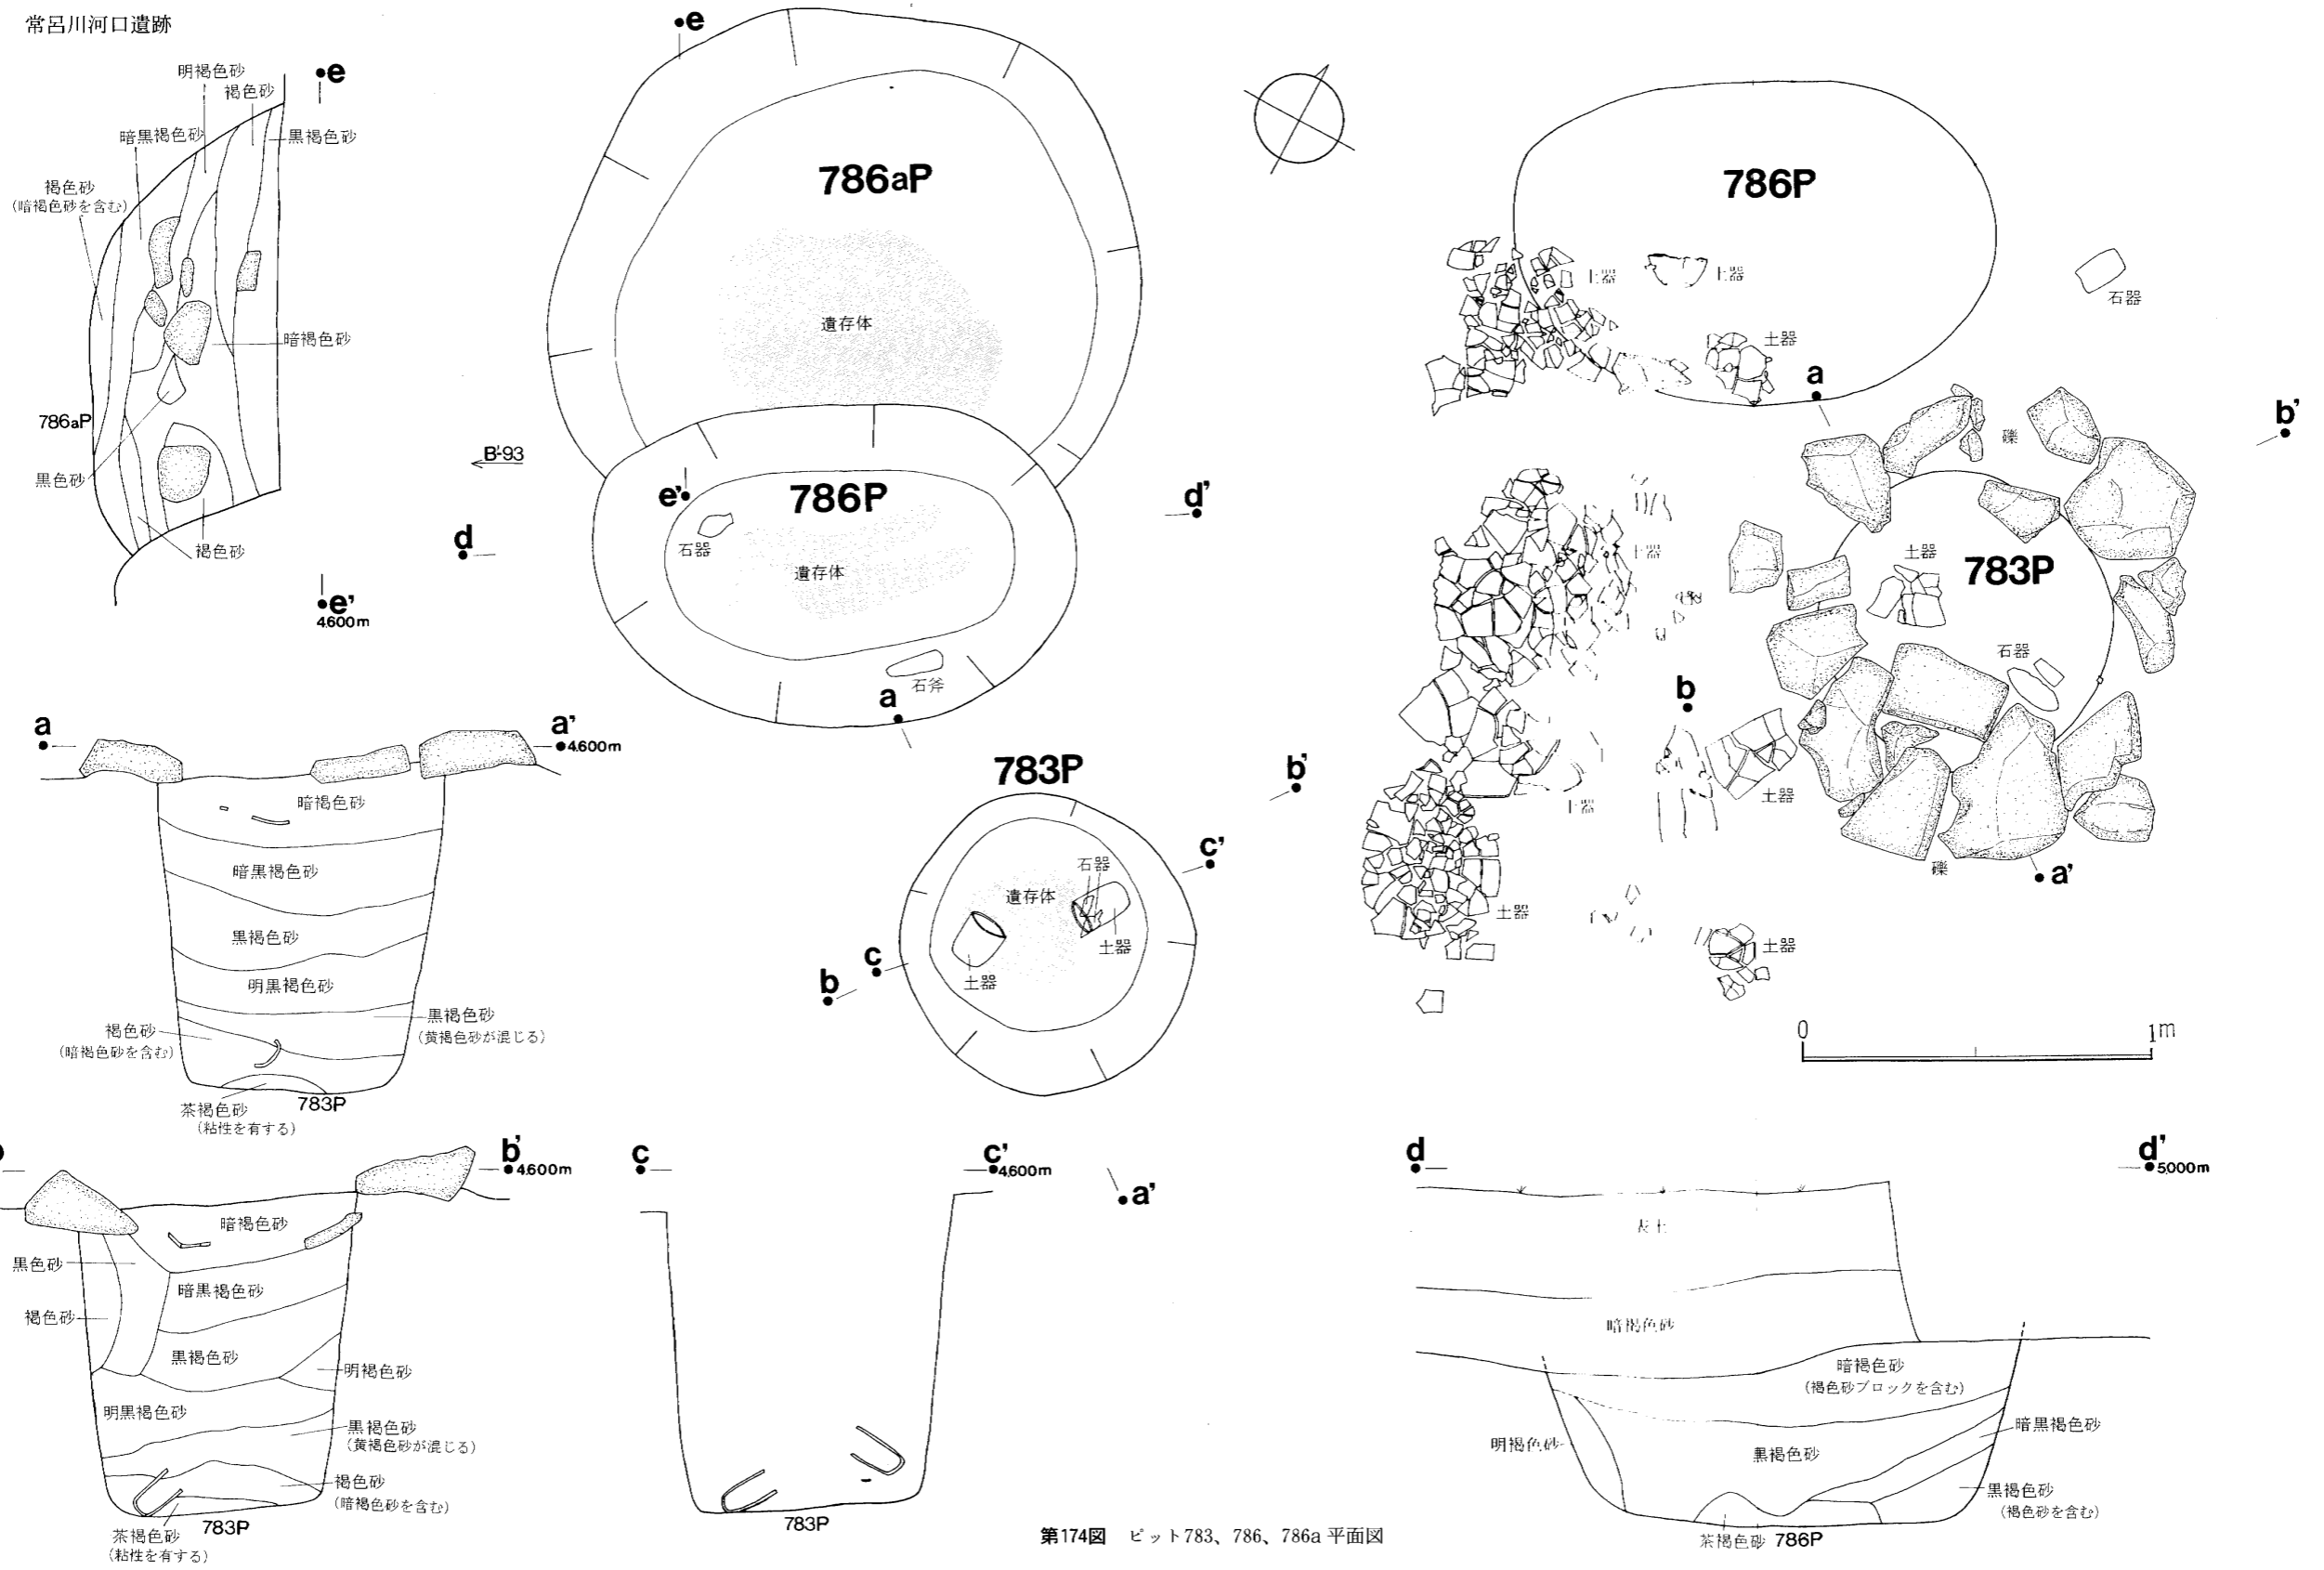 常呂川河口遺跡
明褐色砂
褐色砂
e
暗黒褐色砂
黒褐色砂
褐色砂
(暗褐色砂を含む)
暗褐色砂
786aP
黒色砂
褐色砂
e'
4.600m
e
786aP
遺存体
B'-93
e'
786P
石器
遺存体
d
d'
石斧
a
786P
土器
土器
石器
土器
a
b'
礫
土器
783P
土器
石器
b
土器
土器
土器
礫
a'
土器
0
1m
a
a'
4.600m
暗褐色砂
暗黒褐色砂
黒褐色砂
明黒褐色砂
黒褐色砂
(黄褐色砂が混じる)
褐色砂
(暗褐色砂を含む)
茶褐色砂
(粘性を有する)
783P
783P
b'
c'
石器
遺存体
土器
土器
c
b
a'
b'
4.600m
暗褐色砂
黒色砂
暗黒褐色砂
褐色砂
黒褐色砂
明褐色砂
明黒褐色砂
黒褐色砂
(黄褐色砂が混じる)
褐色砂
(暗褐色砂を含む)
茶褐色砂
(粘性を有する)
783P
c
c'
4.600m
783P
d
d'
5.000m
表土
暗褐色砂
暗褐色砂
(褐色砂ブロックを含む)
暗黒褐色砂
明褐色砂
黒褐色砂
黒褐色砂
(褐色砂を含む)
茶褐色砂
786P
第174図 ピット783、786、786a 平面図